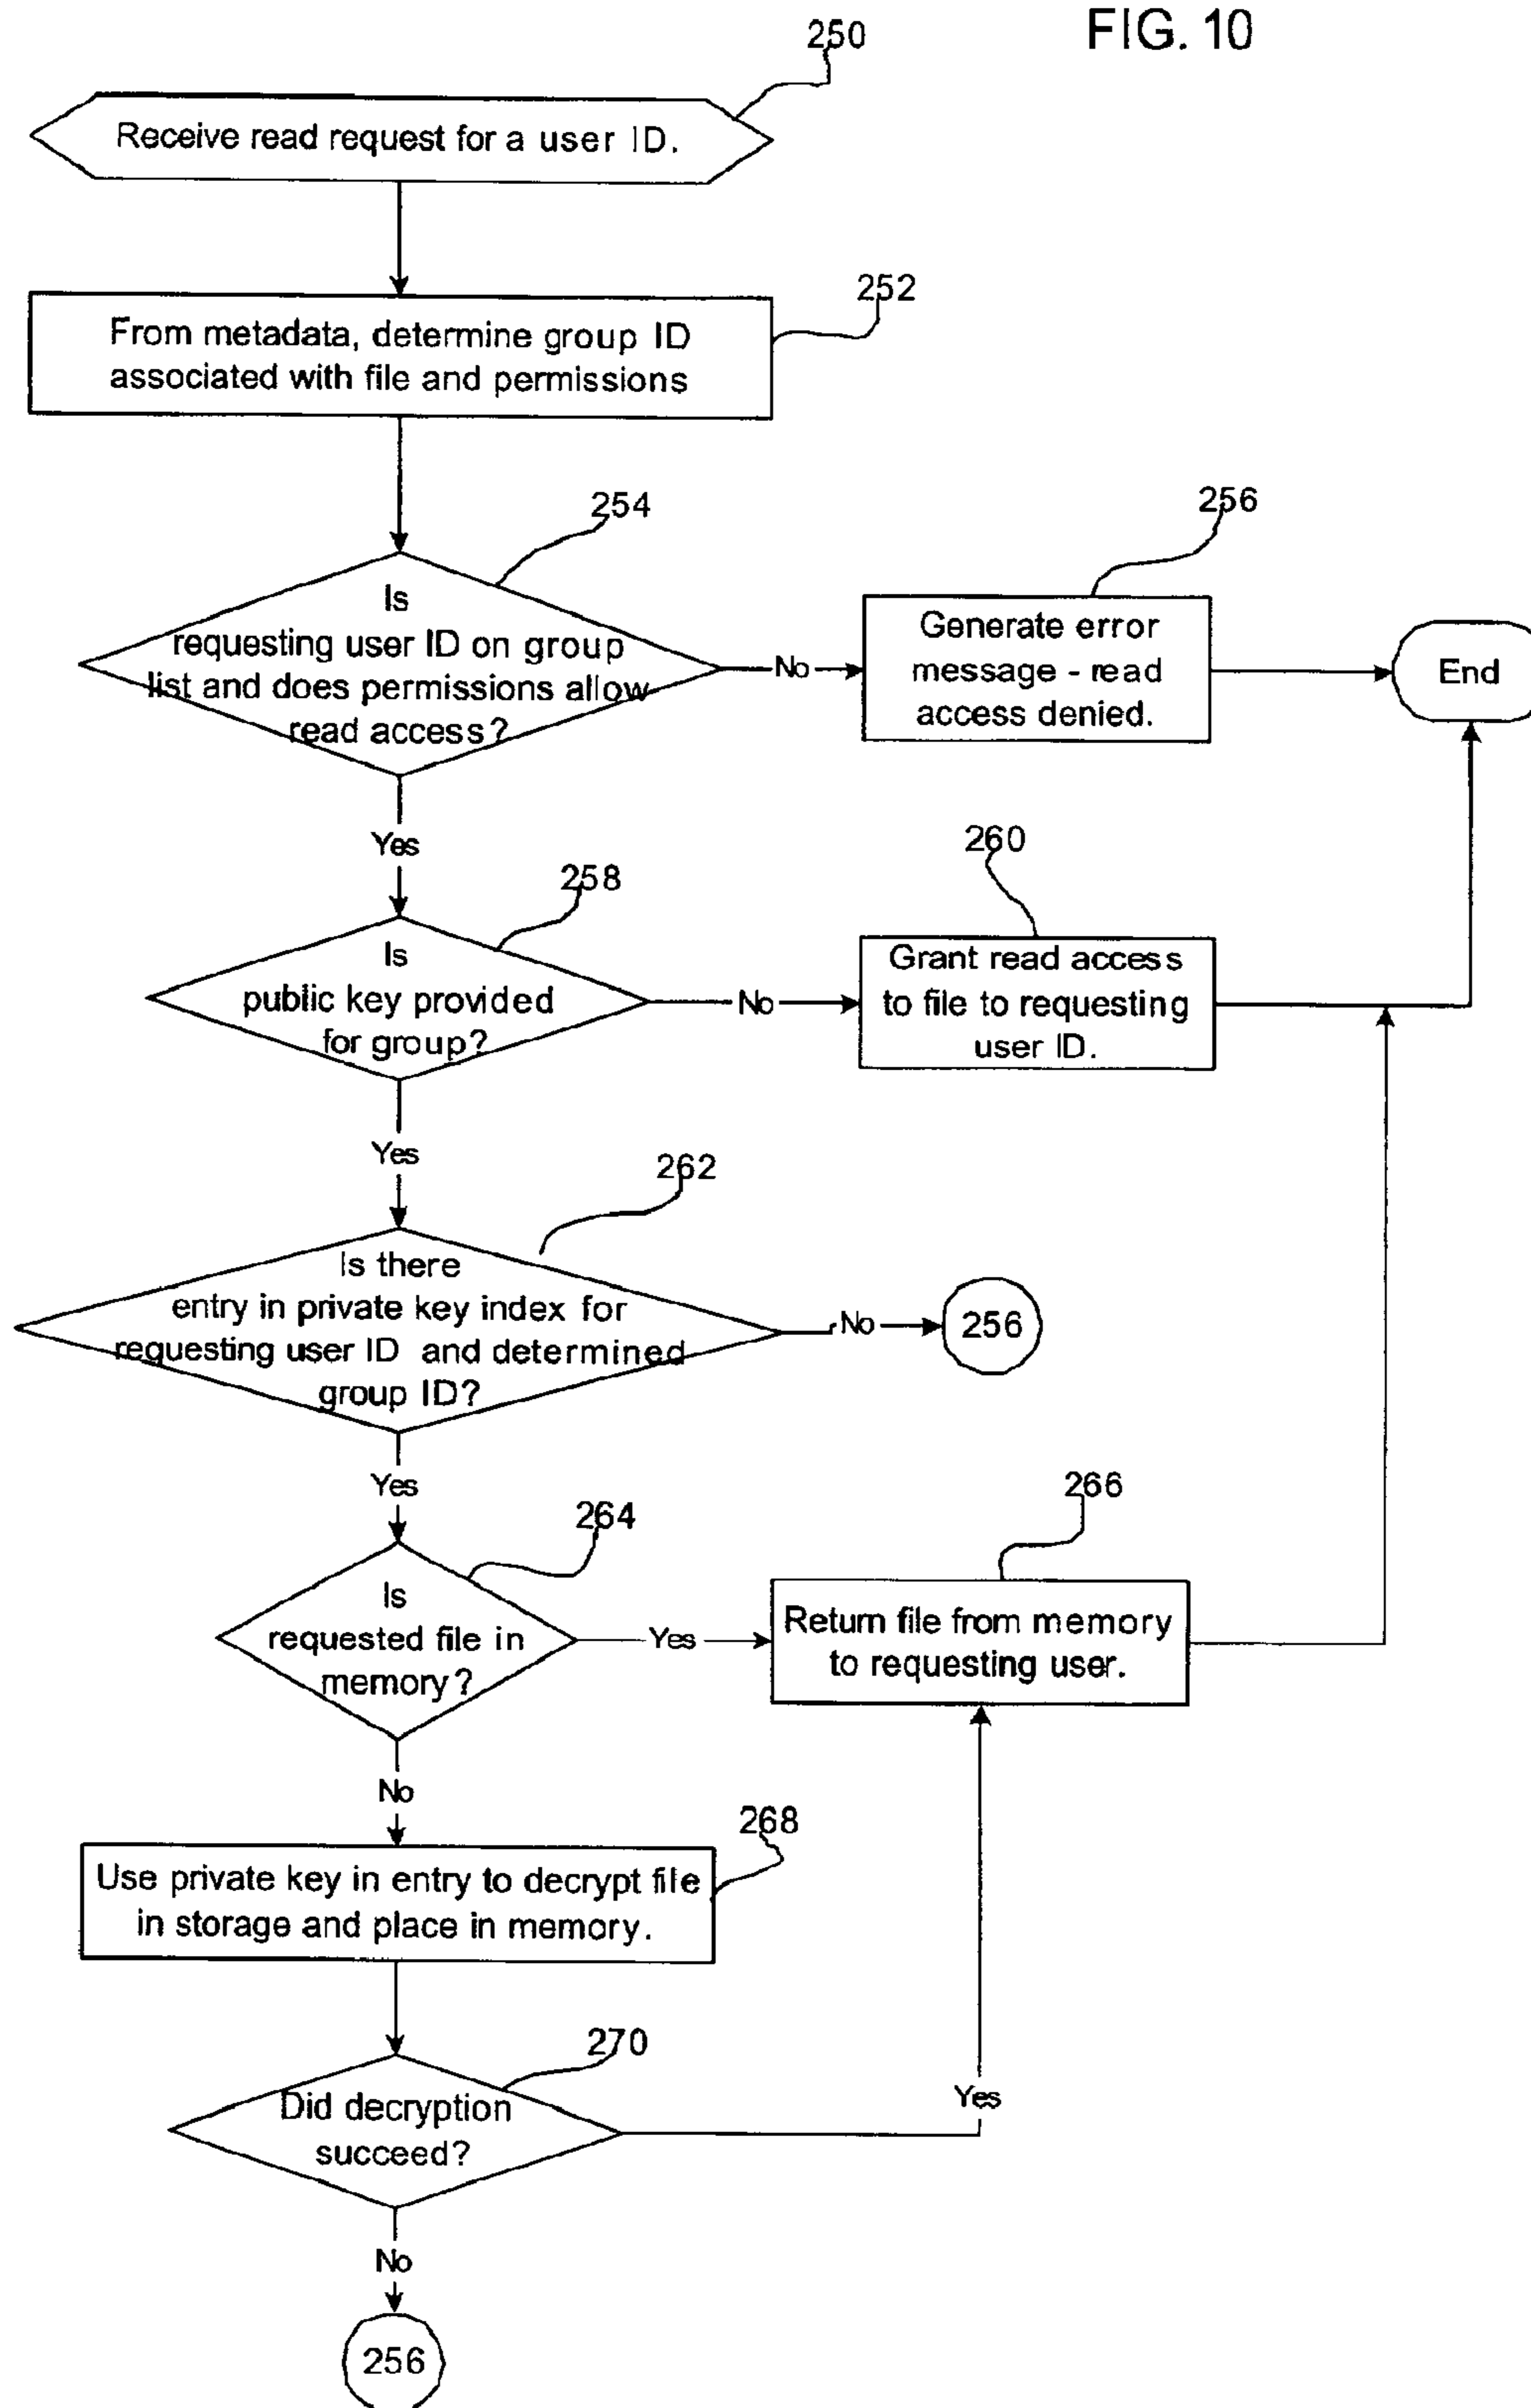 FIG. 10
250
Receive read request for a user ID.
252
From metadata, determine group ID
associated with file and permissions
254
Is
requesting user ID on group
list and does permissions allow
read access?
No
256
Generate error
message - read
access denied.
End
Yes
258
Is
public key provided
for group?
No
260
Grant read access
to file to requesting
user ID.
Yes
262
Is there
entry in private key index for
requesting user ID and determined
group ID?
No
256
Yes
264
Is
requested file in
memory?
Yes
266
Return file from memory
to requesting user.
No
268
Use private key in entry to decrypt file
in storage and place in memory.
270
Did decryption
succeed?
Yes
No
256